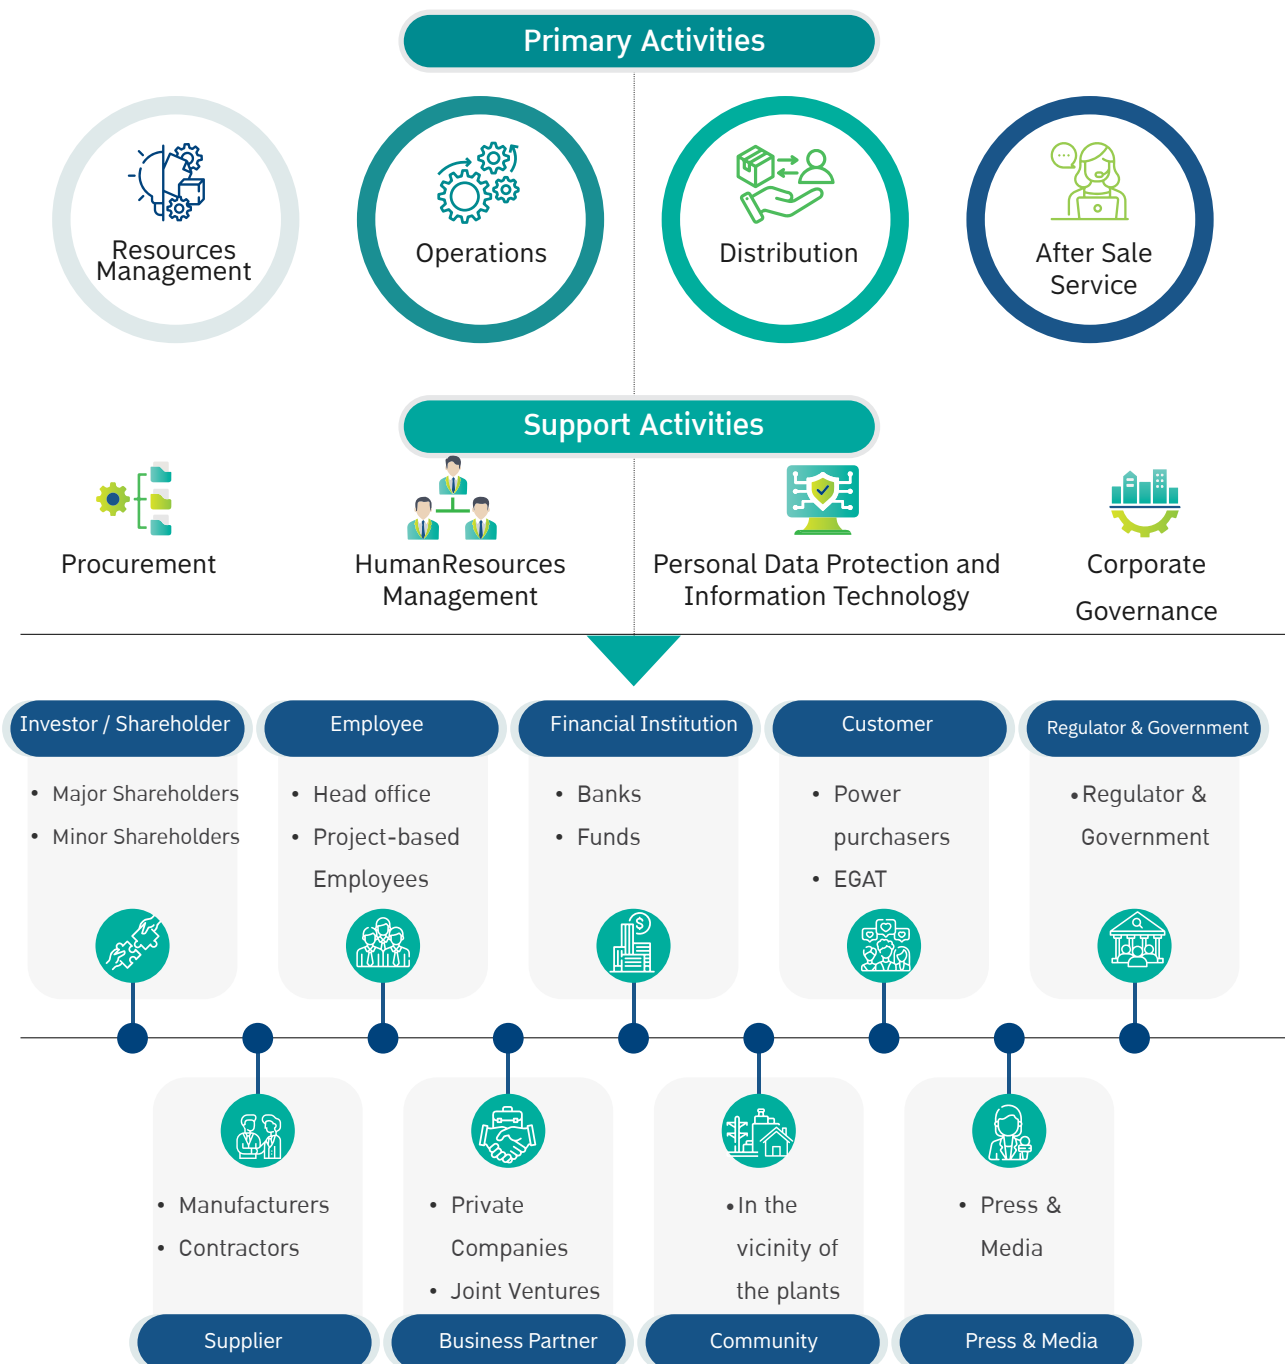 Primary Activities
Resources
Management
Operations
Distribution
After Sale
Service
Support Activities
Procurement
HumanResources
Management
Personal Data Protection and
Information Technology
Corporate
Governance
Investor / Shareholder
• Major Shareholders
• Minor Shareholders
Employee
• Head office
• Project-based
Employees
Financial Institution
• Banks
• Funds
Customer
• Power
purchasers
• EGAT
Regulator & Government
• Regulator &
Government
• Manufacturers
• Contractors
Supplier
• Private
Companies
• Joint Ventures
Business Partner
• In the
vicinity of
the plants
Community
• Press &
Media
Press & Media